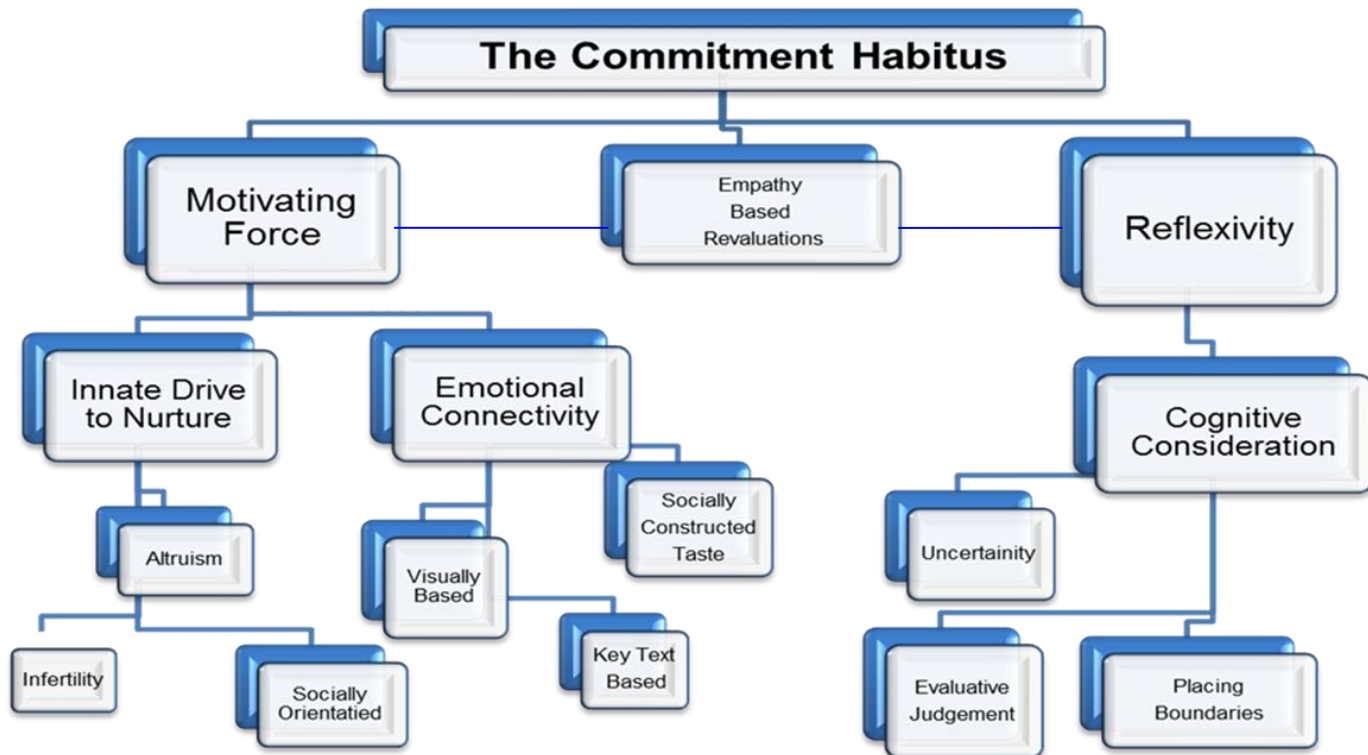 The Commitment Habitus
Motivating
Force
Empathy
Based
Revaluations
Reflexivity
Innate Drive
to Nurture
Emotional
Connectivity
Cognitive
Consideration
Socially
Constructed
Taste
Altruism
Visually
Based
Uncertainity
Infertility
Socially
Orientatied
Key Text
Based
Evaluative
Judgement
Placing
Boundaries